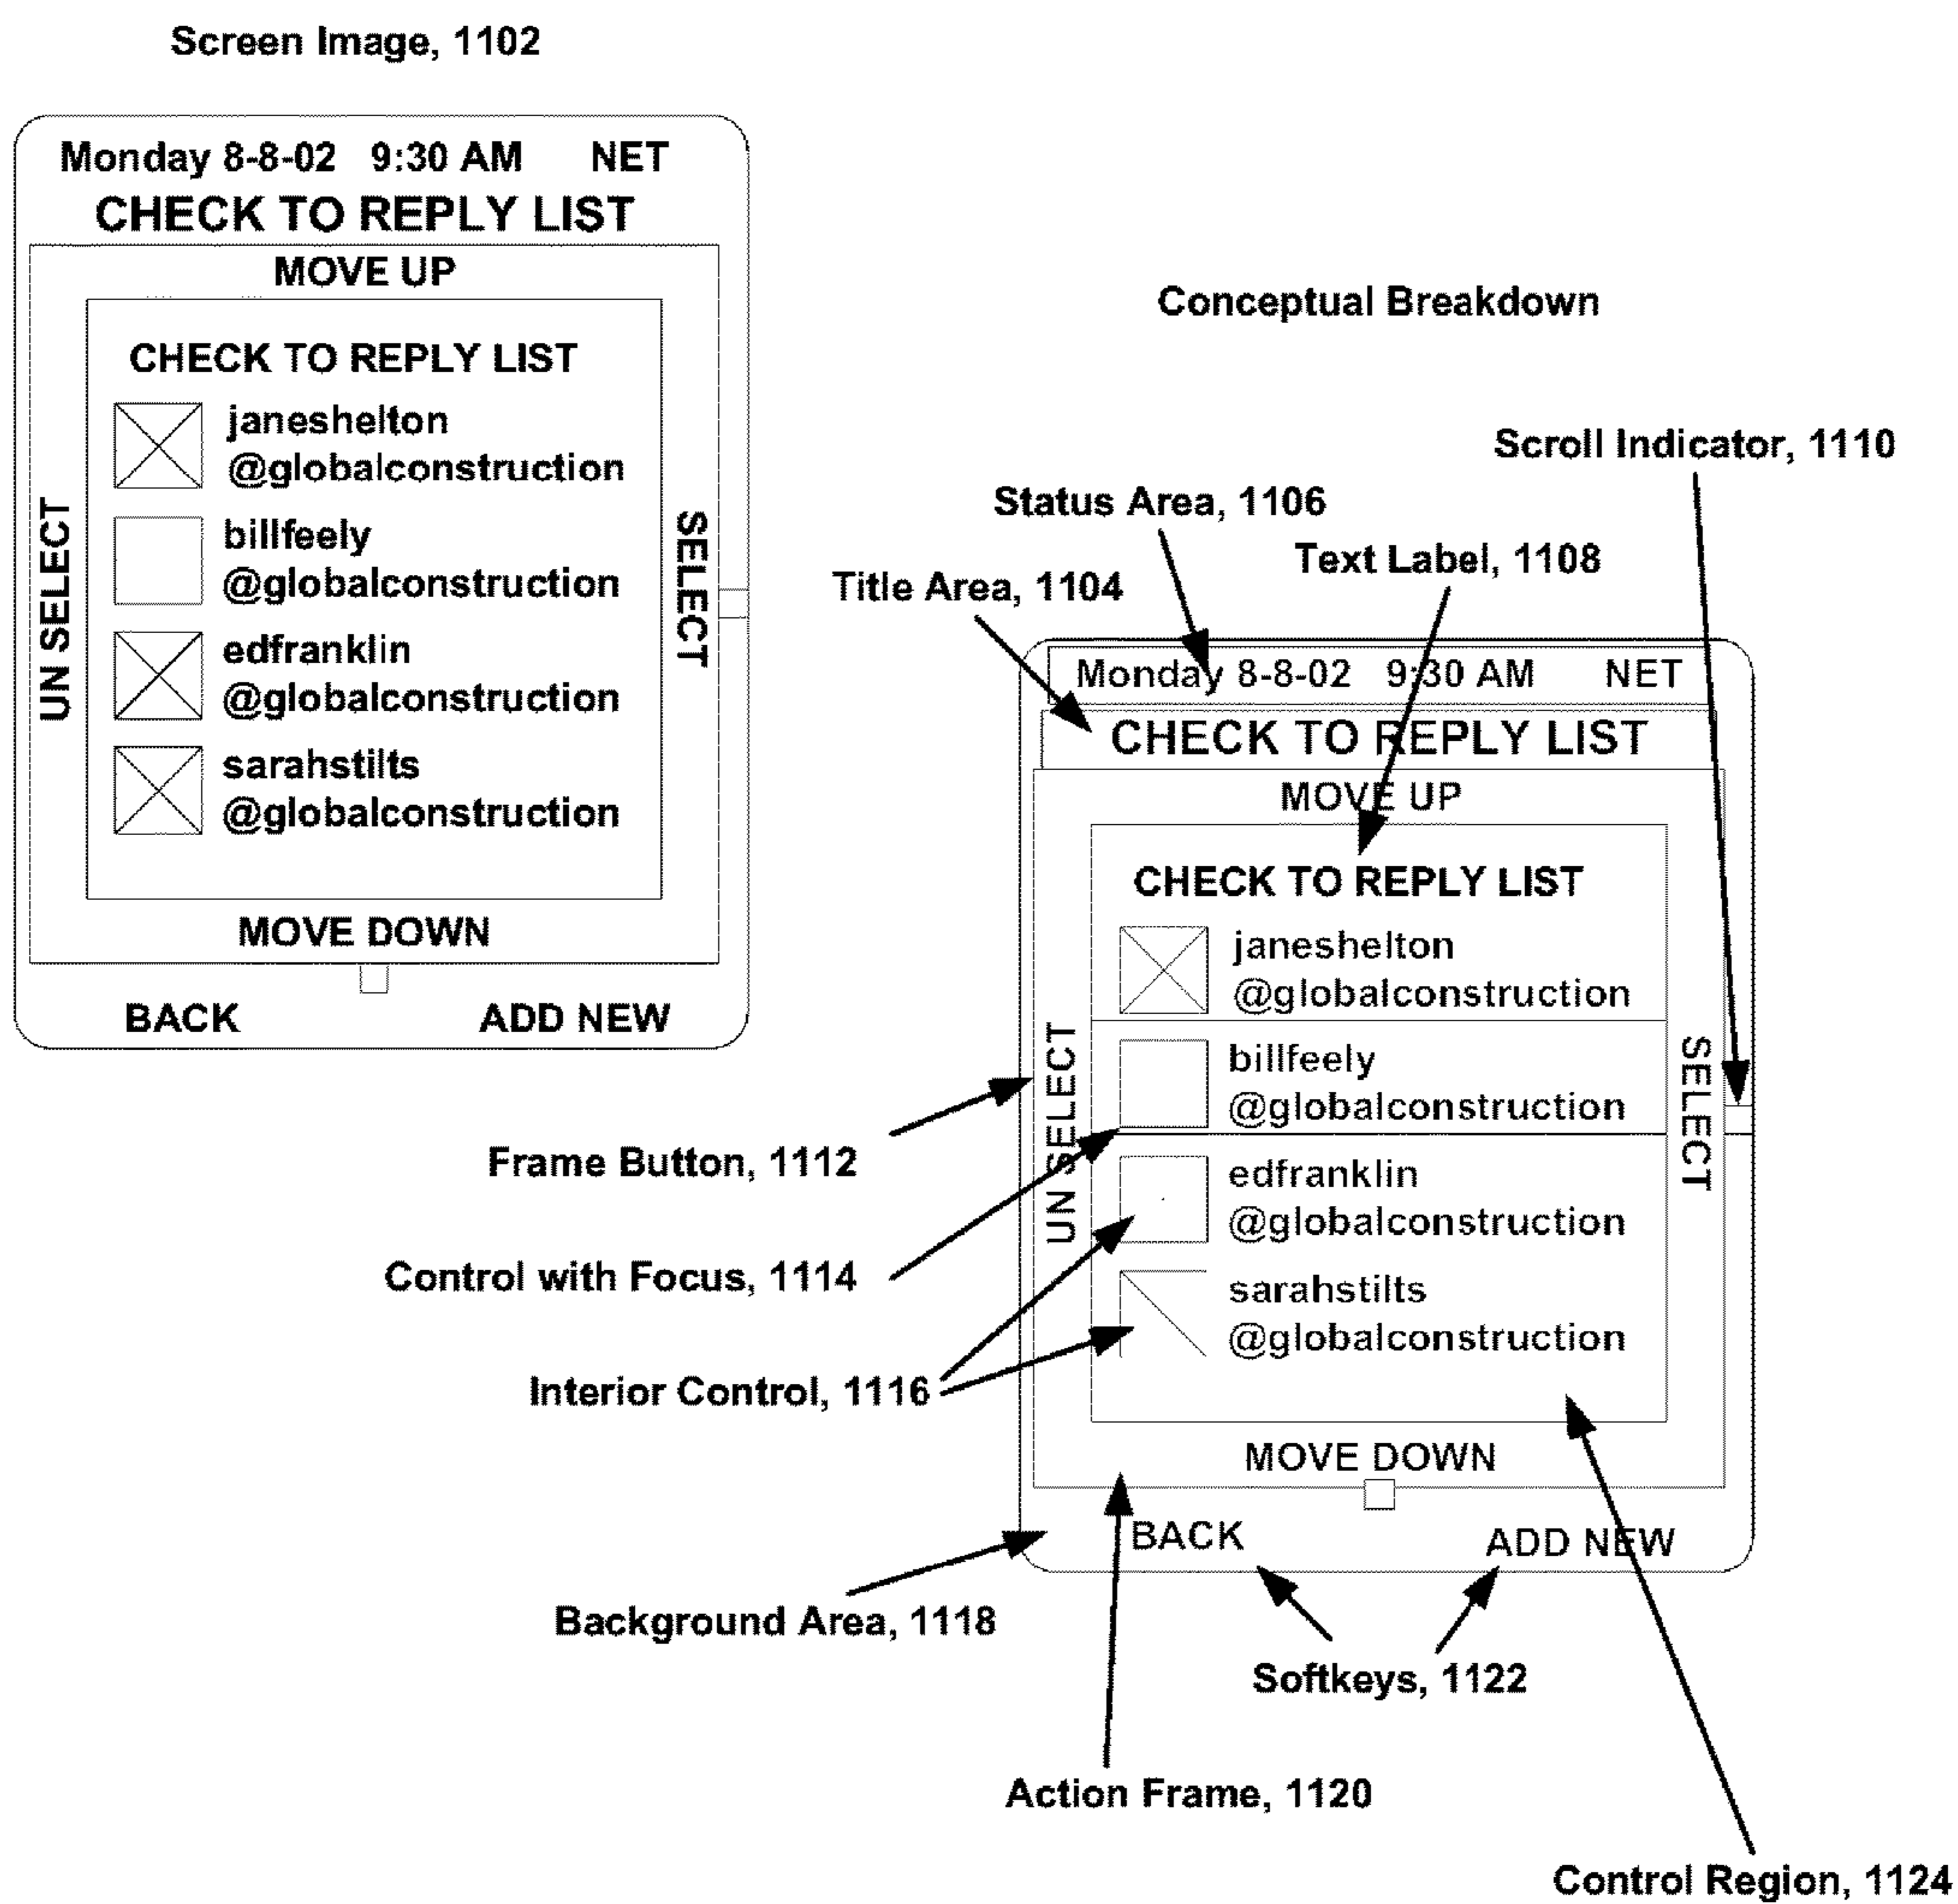 Screen Image, 1102
Monday 8-8-02 9:30 AM NET
CHECK TO REPLY LIST
MOVE UP
UN SELECT
CHECK TO REPLY LIST
janeshelton
@globalconstruction
billfeely
@globalconstruction
edfranklin
@globalconstruction
sarahstilts
@globalconstruction
SELECT
MOVE DOWN
BACK
ADD NEW
Conceptual Breakdown
Scroll Indicator, 1110
Status Area, 1106
Text Label, 1108
Title Area, 1104
Monday 8-8-02 9:30 AM NET
CHECK TO REPLY LIST
MOVE UP
UN SELECT
CHECK TO REPLY LIST
janeshelton
@globalconstruction
billfeely
@globalconstruction
edfranklin
@globalconstruction
sarahstilts
@globalconstruction
SELECT
MOVE DOWN
BACK
ADD NEW
Frame Button, 1112
Control with Focus, 1114
Interior Control, 1116
Background Area, 1118
Softkeys, 1122
Action Frame, 1120
Control Region, 1124